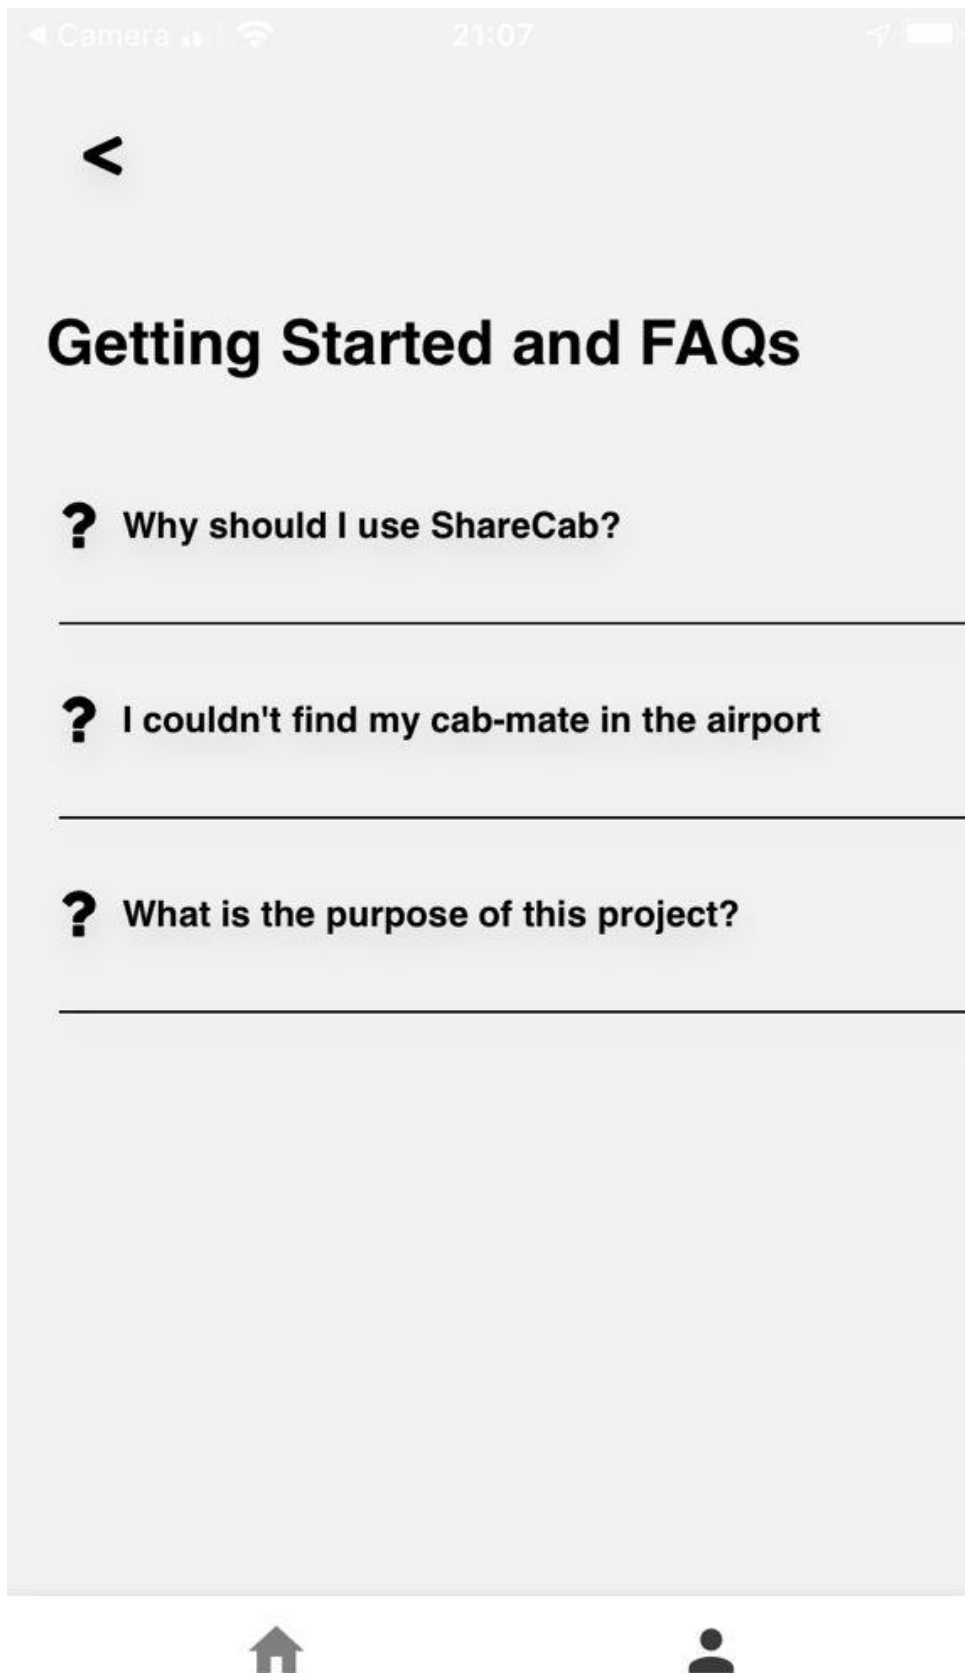 Camera
21:07
<
Getting Started and FAQs
? Why should I use ShareCab?
? I couldn't find my cab-mate in the airport
? What is the purpose of this project?